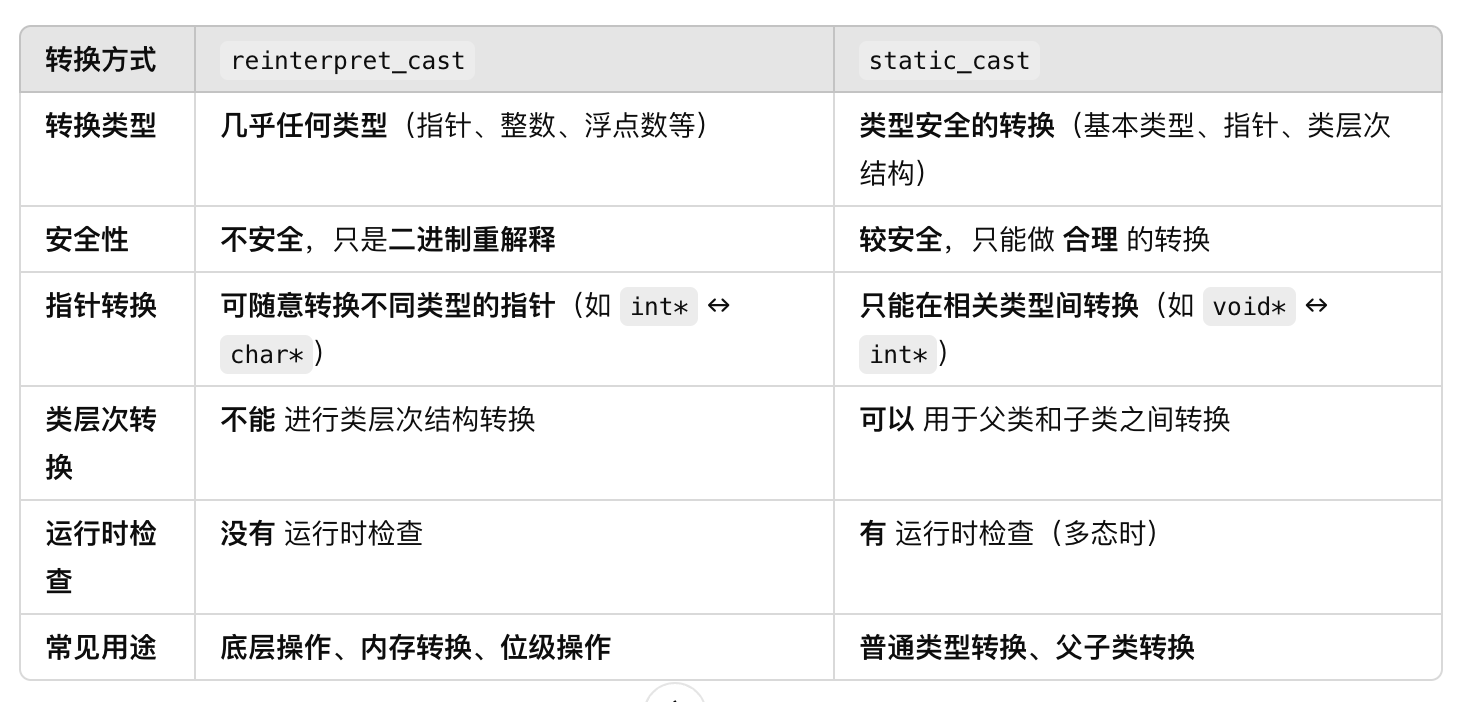 转换方式 reinterpret_cast static_cast
转换类型 几乎任何类型（指针、整数、浮点数等） 类型安全的转换（基本类型、指针、类层次
结构）
安全性 不安全，只是二进制重解释 较安全，只能做 合理 的转换
指针转换 可随意转换不同类型的指针（如 int* ↔ 只能在相关类型间转换（如 void* ↔
char*） int*）
类层次转 不能 进行类层次结构转换 可以 用于父类和子类之间转换
换
运行时检 没有 运行时检查 有 运行时检查（多态时）
查
常见用途 底层操作、内存转换、位级操作 普通类型转换、父子类转换